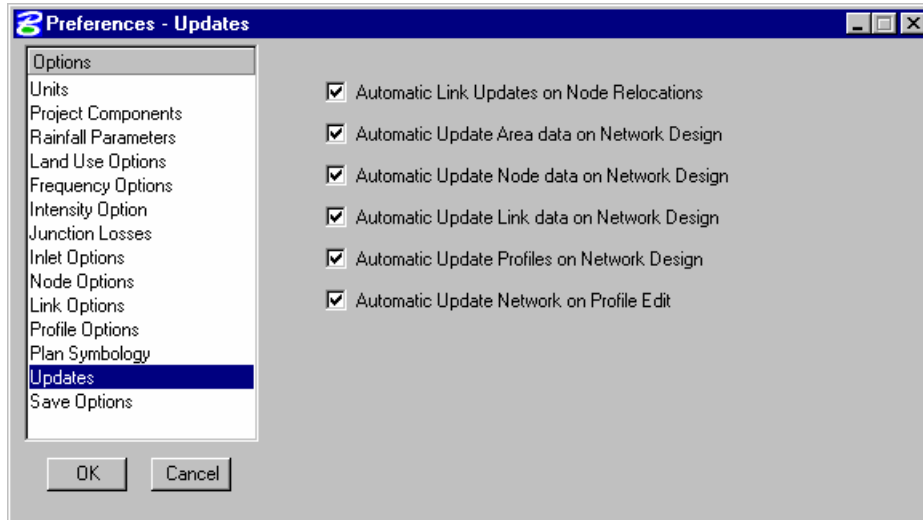 Preferences - Updates
Options
Units
Project Components
Rainfall Parameters
Land Use Options
Frequency Options
Intensity Option
Junction Losses
Inlet Options
Node Options
Link Options
Profile Options
Plan Symbology
Updates
Save Options
Automatic Link Updates on Node Relocations
Automatic Update Area data on Network Design
Automatic Update Node data on Network Design
Automatic Update Link data on Network Design
Automatic Update Profiles on Network Design
Automatic Update Network on Profile Edit
OK
Cancel